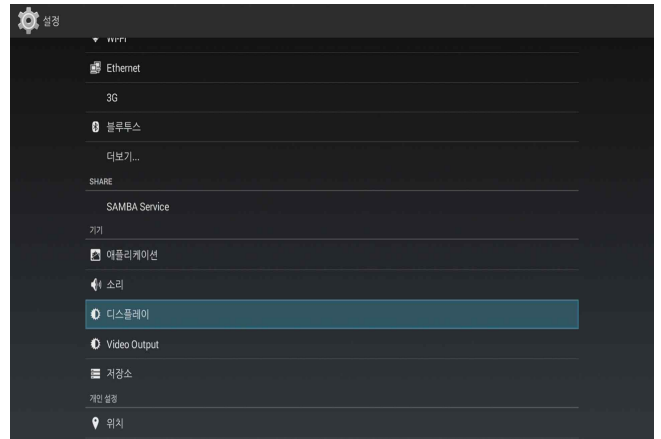 설정
Wi-Fi
Ethernet
3G
블루투스
더보기...
SHARE
SAMBA Service
기기
애플리케이션
소리
디스플레이
Video Output
저장소
개인 설정
위치